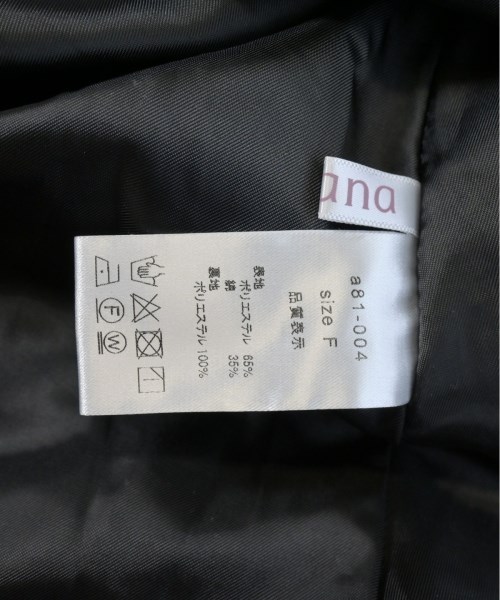 ana
a81-004
size F
品質表示
表地
ポリエステル 65%
綿 35%
裏地
ポリエステル 100%
F
W